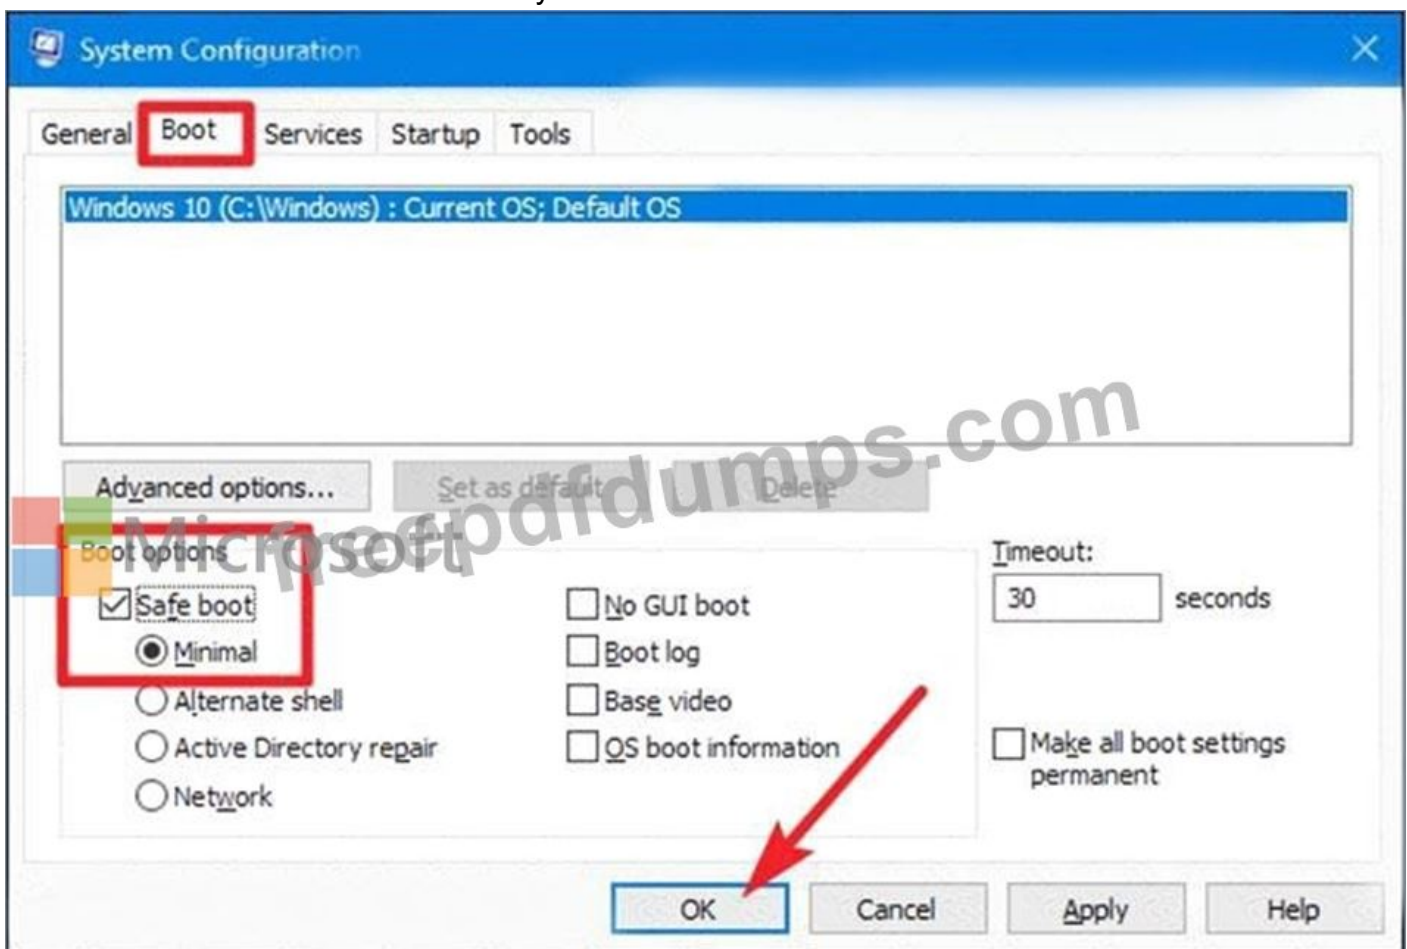 System Configuration
General Boot Services Startup Tools
Windows 10 (C:\Windows) : Current OS; Default OS
Advanced options... Set as default Delete
freepdfdumps.com
Microsoft
Boot options
Timeout:
Safe boot No GUI boot 30 seconds
Minimal Boot log
Alternate shell Base video
Active Directory repair OS boot information Make all boot settings
permanent
Network
OK Cancel Apply Help